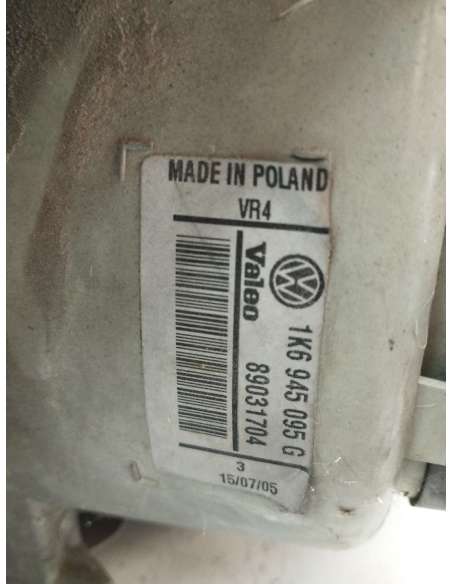 MADE IN POLAND
VR4
Valeo
1K6 945 095 G
89031704
3
15/07/05